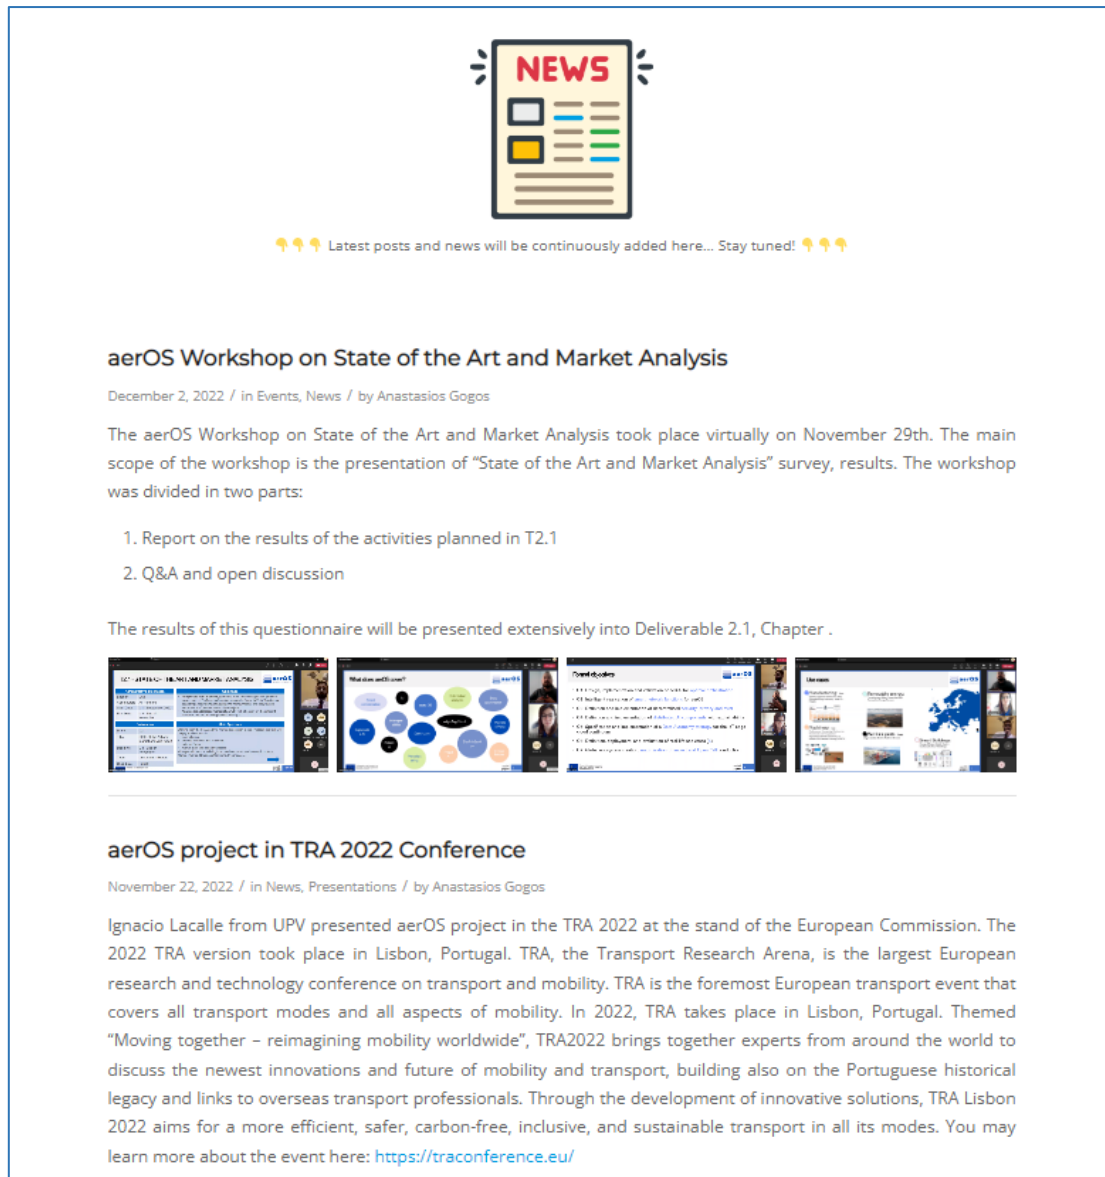 NEWS
Latest posts and news will be continuously added here... Stay tuned!
aerOS Workshop on State of the Art and Market Analysis
December 2, 2022 / in Events, News / by Anastasios Gogos
The aerOS Workshop on State of the Art and Market Analysis took place virtually on November 29th. The main
scope of the workshop is the presentation of “State of the Art and Market Analysis” survey, results. The workshop
was divided in two parts:
1. Report on the results of the activities planned in T2.1
2. Q&A and open discussion
The results of this questionnaire will be presented extensively into Deliverable 2.1, Chapter .
aerOS
What does aerOS cover?
aerOS
aerOS
Use cases
aerOS
aerOS project in TRA 2022 Conference
November 22, 2022 / in News, Presentations / by Anastasios Gogos
Ignacio Lacalle from UPV presented aerOS project in the TRA 2022 at the stand of the European Commission. The
2022 TRA version took place in Lisbon, Portugal. TRA, the Transport Research Arena, is the largest European
research and technology conference on transport and mobility. TRA is the foremost European transport event that
covers all transport modes and all aspects of mobility. In 2022, TRA takes place in Lisbon, Portugal. Themed
“Moving together – reimagining mobility worldwide”, TRA2022 brings together experts from around the world to
discuss the newest innovations and future of mobility and transport, building also on the Portuguese historical
legacy and links to overseas transport professionals. Through the development of innovative solutions, TRA Lisbon
2022 aims for a more efficient, safer, carbon-free, inclusive, and sustainable transport in all its modes. You may
learn more about the event here: https://traconference.eu/